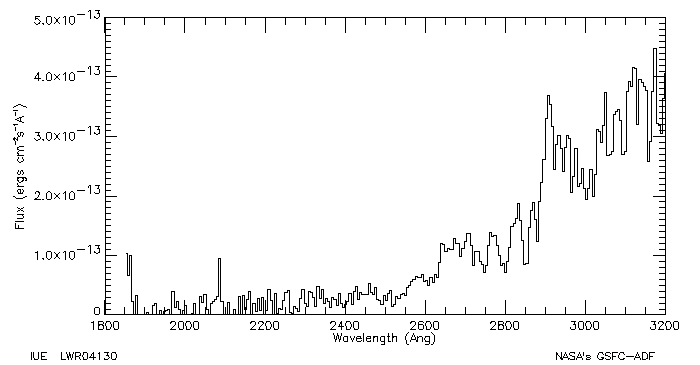 5.0×10−13
4.0×10−13
3.0×10−13
2.0×10−13
1.0×10−13
0
Flux (ergs cm−2s−1A−1)
1800 2000 2200 2400 2600 2800 3000 3200
Wavelength (Ang)
IUE LWR04130 NASA's GSFC−ADF